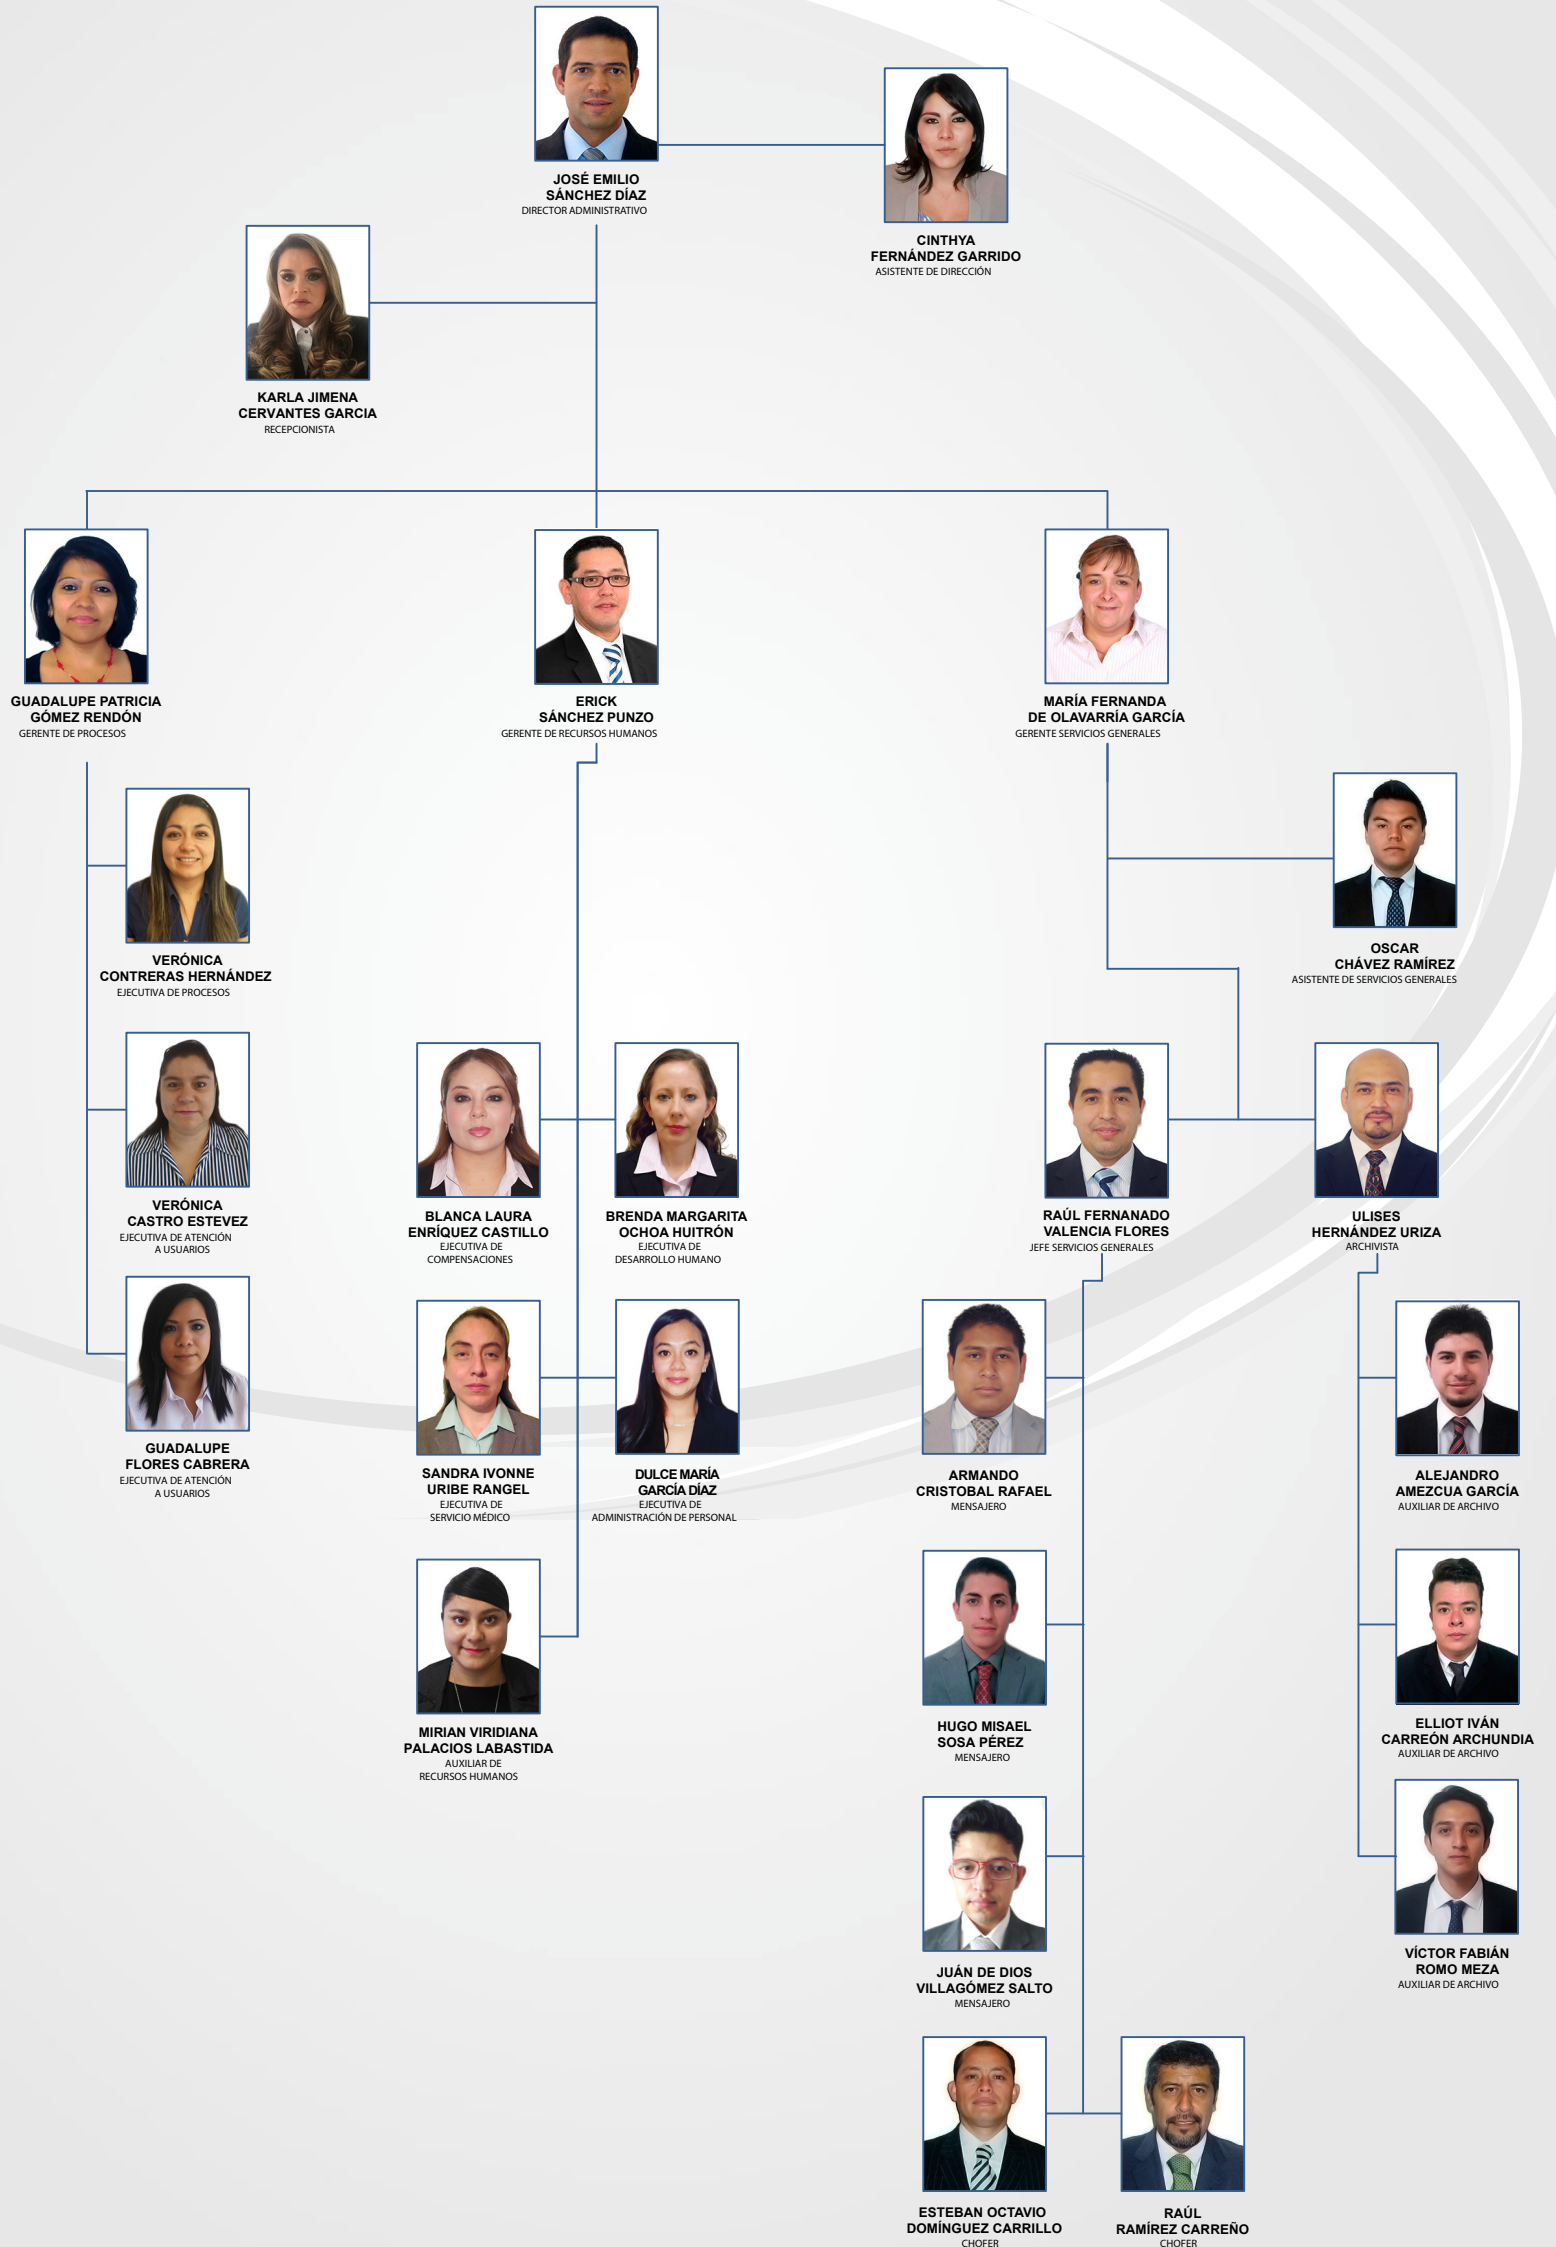 JOSÉ EMILIO
SÁNCHEZ DÍAZ
DIRECTOR ADMINISTRATIVO
CINTHYA
FERNÁNDEZ GARRIDO
ASISTENTE DE DIRECCIÓN
KARLA JIMENA
CERVANTES GARCIA
RECEPCIONISTA
GUADALUPE PATRICIA
GÓMEZ RENDÓN
GERENTE DE PROCESOS
ERICK
SÁNCHEZ PUNZO
GERENTE DE RECURSOS HUMANOS
MARÍA FERNANDA
DE OLAVARRÍA GARCÍA
GERENTE SERVICIOS GENERALES
OSCAR
CHÁVEZ RAMÍREZ
ASISTENTE DE SERVICIOS GENERALES
VERÓNICA
CONTRERAS HERNÁNDEZ
EJECUTIVA DE PROCESOS
VERÓNICA
CASTRO ESTEVEZ
EJECUTIVA DE ATENCIÓN
A USUARIOS
BLANCA LAURA
ENRÍQUEZ CASTILLO
EJECUTIVA DE
COMPENSACIONES
BRENDA MARGARITA
OCHOA HUITRÓN
EJECUTIVA DE
DESARROLLO HUMANO
RAÚL FERNANADO
VALENCIA FLORES
JEFE SERVICIOS GENERALES
ULISES
HERNÁNDEZ URIZA
ARCHIVISTA
GUADALUPE
FLORES CABRERA
EJECUTIVA DE ATENCIÓN
A USUARIOS
SANDRA IVONNE
URIBE RANGEL
EJECUTIVA DE
SERVICIO MÉDICO
DULCE MARÍA
GARCÍA DÍAZ
EJECUTIVA DE
ADMINISTRACIÓN DE PERSONAL
ARMANDO
CRISTOBAL RAFAEL
MENSAJERO
ALEJANDRO
AMEZCUA GARCÍA
AUXILIAR DE ARCHIVO
MIRIAN VIRIDIANA
PALACIOS LABASTIDA
AUXILIAR DE
RECURSOS HUMANOS
HUGO MISAEL
SOSA PÉREZ
MENSAJERO
ELLIOT IVÁN
CARREÓN ARCHUNDIA
AUXILIAR DE ARCHIVO
JUÁN DE DIOS
VILLAGÓMEZ SALTO
MENSAJERO
VÍCTOR FABIÁN
ROMO MEZA
AUXILIAR DE ARCHIVO
ESTEBAN OCTAVIO
DOMÍNGUEZ CARRILLO
CHOFER
RAÚL
RAMÍREZ CARREÑO
CHOFER